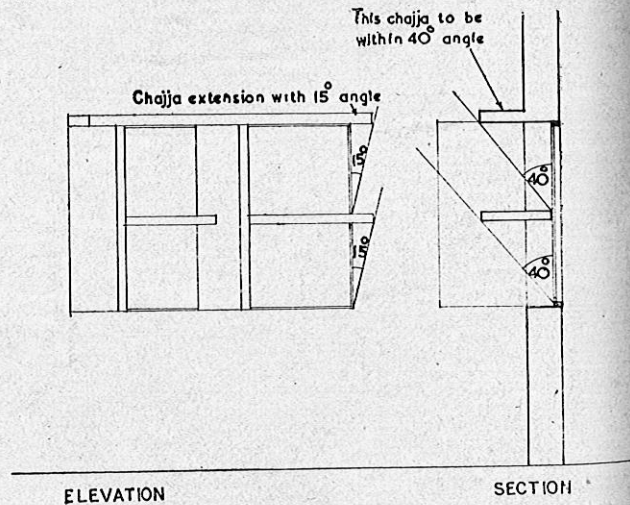 This chajja to be
within 40° angle
Chajja extension with 15° angle
15°
40°
15°
40°
ELEVATION
SECTION